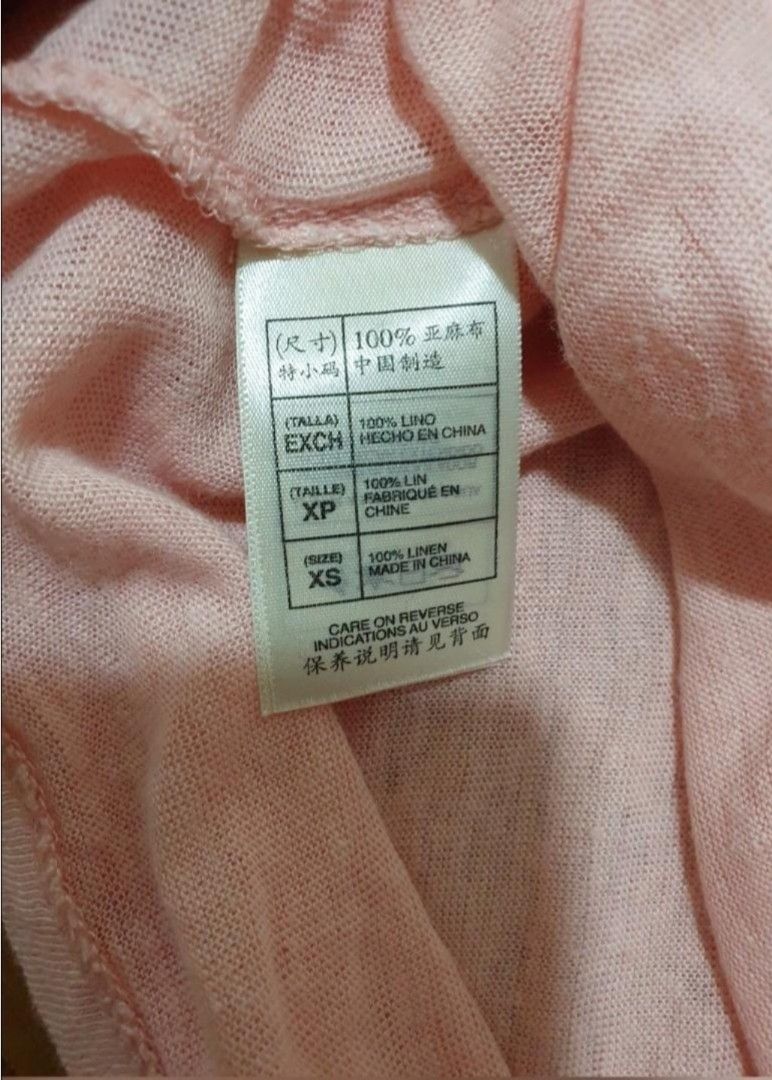 (尺寸)
特小码
100% 亚麻布
中国制造
(TALLA)
EXCH
100% LINO
HECHO EN CHINA
(TAILLE)
XP
100% LIN
FABRIQUÉ EN
CHINE
(SIZE)
XS
100% LINEN
MADE IN CHINA
CARE ON REVERSE
INDICATIONS AU VERSO
保养说明请见背面